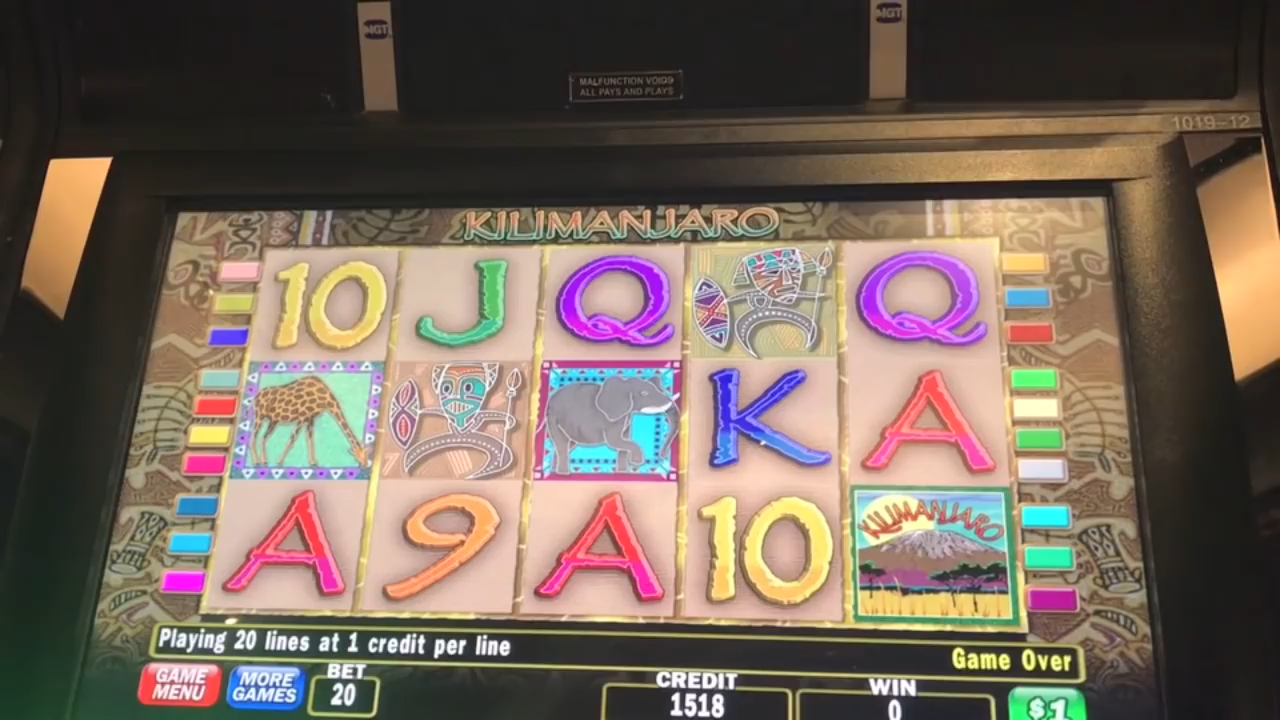 IGT
IGT
MALFUNCTION VOIDS
ALL PAYS AND PLAYS
1019-12
KILIMANJARO
10 J Q Q
K A
A 9 A 10 KILIMANJARO
Playing 20 lines at 1 credit per line
Game Over
GAME
MENU
MORE
GAMES
BET
20
CREDIT
1518
WIN
0
$1